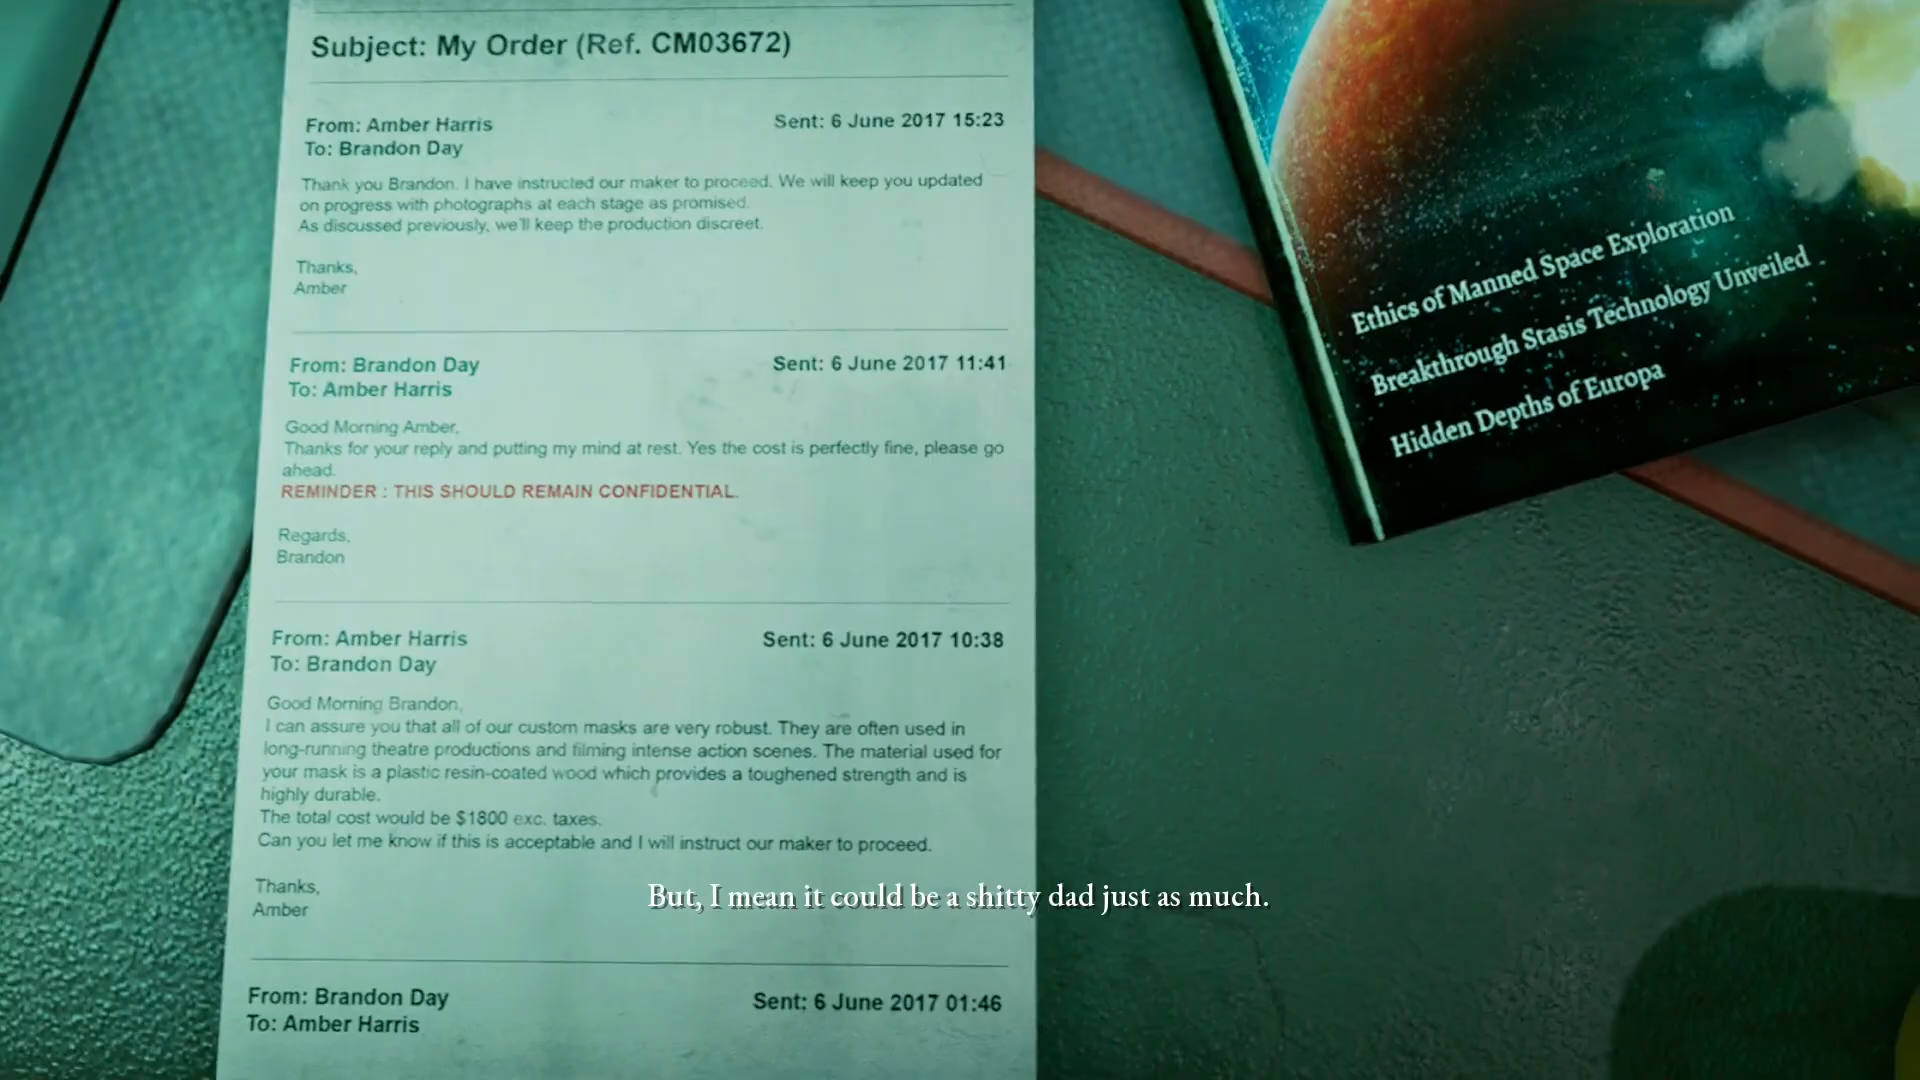 Subject: My Order (Ref. CM03672)
From: Amber Harris
Sent: 6 June 2017 15:23
To: Brandon Day
Thank you Brandon. I have instructed our maker to proceed. We will keep you updated
on progress with photographs at each stage as promised.
As discussed previously, we'll keep the production discreet.
Thanks,
Amber
From: Brandon Day
Sent: 6 June 2017 11:41
To: Amber Harris
Good Morning Amber,
Thanks for your reply and putting my mind at rest. Yes the cost is perfectly fine, please go
ahead.
REMINDER : THIS SHOULD REMAIN CONFIDENTIAL.
Regards,
Brandon
From: Amber Harris
Sent: 6 June 2017 10:38
To: Brandon Day
Good Morning Brandon,
I can assure you that all of our custom masks are very robust. They are often used in
long-running theatre productions and filming intense action scenes. The material used for
your mask is a plastic resin-coated wood which provides a toughened strength and is
highly durable.
The total cost would be $1800 exc. taxes.
Can you let me know if this is acceptable and I will instruct our maker to proceed.
Thanks,
Amber
From: Brandon Day
Sent: 6 June 2017 01:46
To: Amber Harris
Ethics of Manned Space Exploration
Breakthrough Stasis Technology Unveiled
Hidden Depths of Europa
But, I mean it could be a shitty dad just as much.